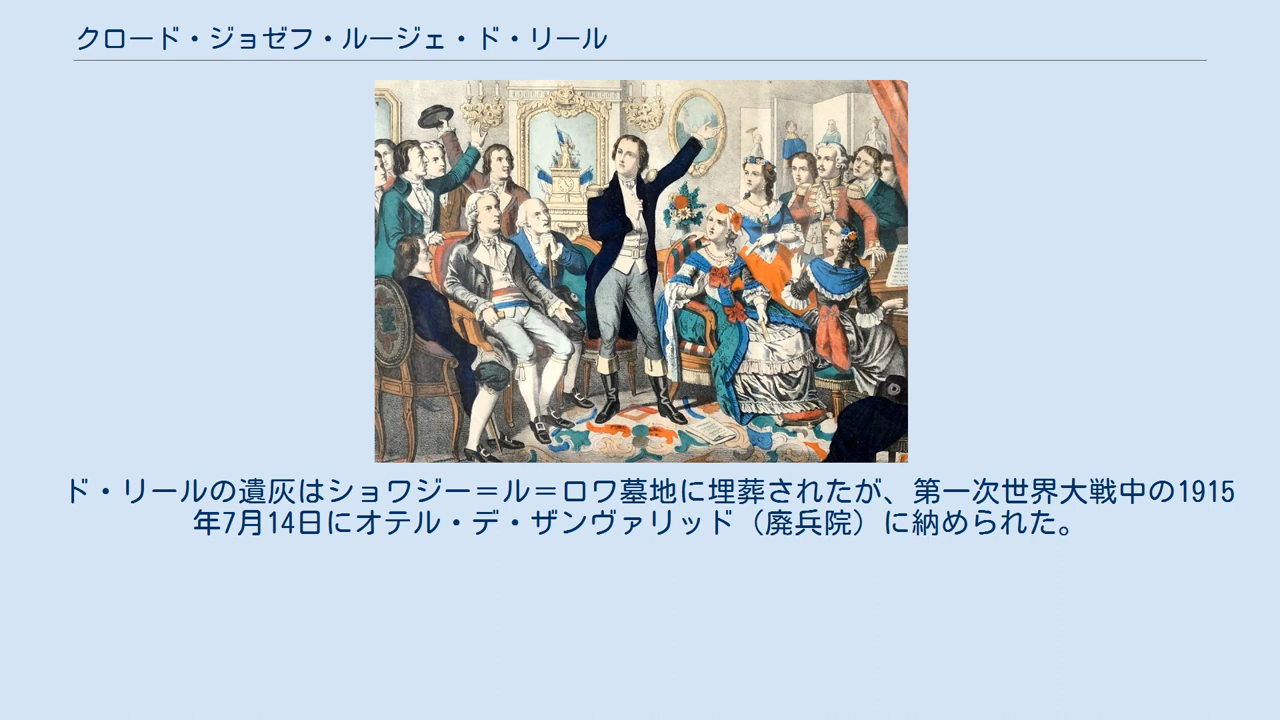 クロード・ジョゼフ・ルージェ・ド・リール
ド・リールの遺灰はショワジー＝ル＝ロワ墓地に埋葬されたが、第一次世界大戦中の1915
年7月14日にオテル・デ・ザンヴァリッド（廃兵院）に納められた。